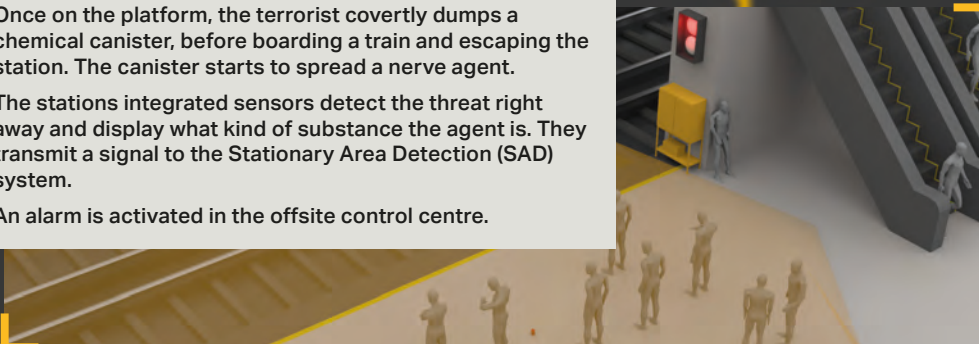 Once on the platform, the terrorist covertly dumps a
chemical canister, before boarding a train and escaping the
station. The canister starts to spread a nerve agent.
The stations integrated sensors detect the threat right
away and display what kind of substance the agent is. They
transmit a signal to the Stationary Area Detection (SAD)
system.
An alarm is activated in the offsite control centre.